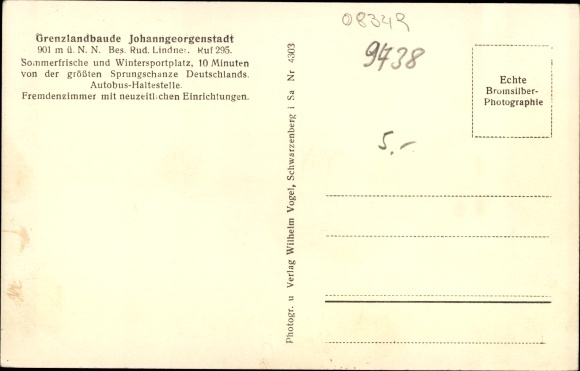 Grenzlandbaude Johanngeorgenstadt
901 m ü. N. N. Bes. Rud. Lindner. Ruf 295.
Sommerfrische und Wintersportplatz, 10 Minuten
von der größten Sprungschanze Deutschlands.
Autobus-Haltestelle.
Fremdenzimmer mit neuzeitlichen Einrichtungen.
Photogr. u Verlag Wilhelm Vogel, Schwarzenberg i Sa Nr 4303
08349
9438
5.-
Echte
Bromsilber-
Photographie